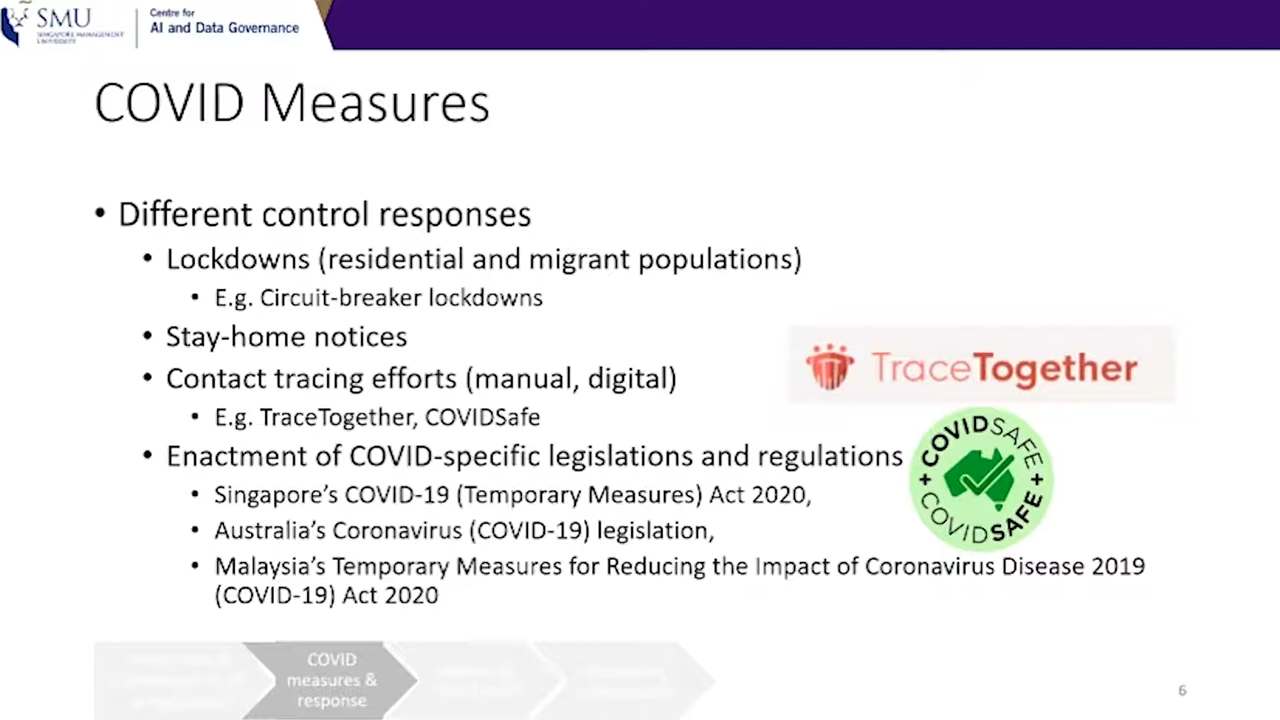 SMU
SINGAPORE MANAGEMENT
UNIVERSITY
Centre for
AI and Data Governance
COVID Measures
• Different control responses
• Lockdowns (residential and migrant populations)
• E.g. Circuit-breaker lockdowns
• Stay-home notices
• Contact tracing efforts (manual, digital)
• E.g. TraceTogether, COVIDSafe
• Enactment of COVID-specific legislations and regulations
• Singapore’s COVID-19 (Temporary Measures) Act 2020,
• Australia’s Coronavirus (COVID-19) legislation,
• Malaysia’s Temporary Measures for Reducing the Impact of Coronavirus Disease 2019
(COVID-19) Act 2020
TraceTogether
COVIDSAFE
COVIDSAFE
COVID
measures &
response
6